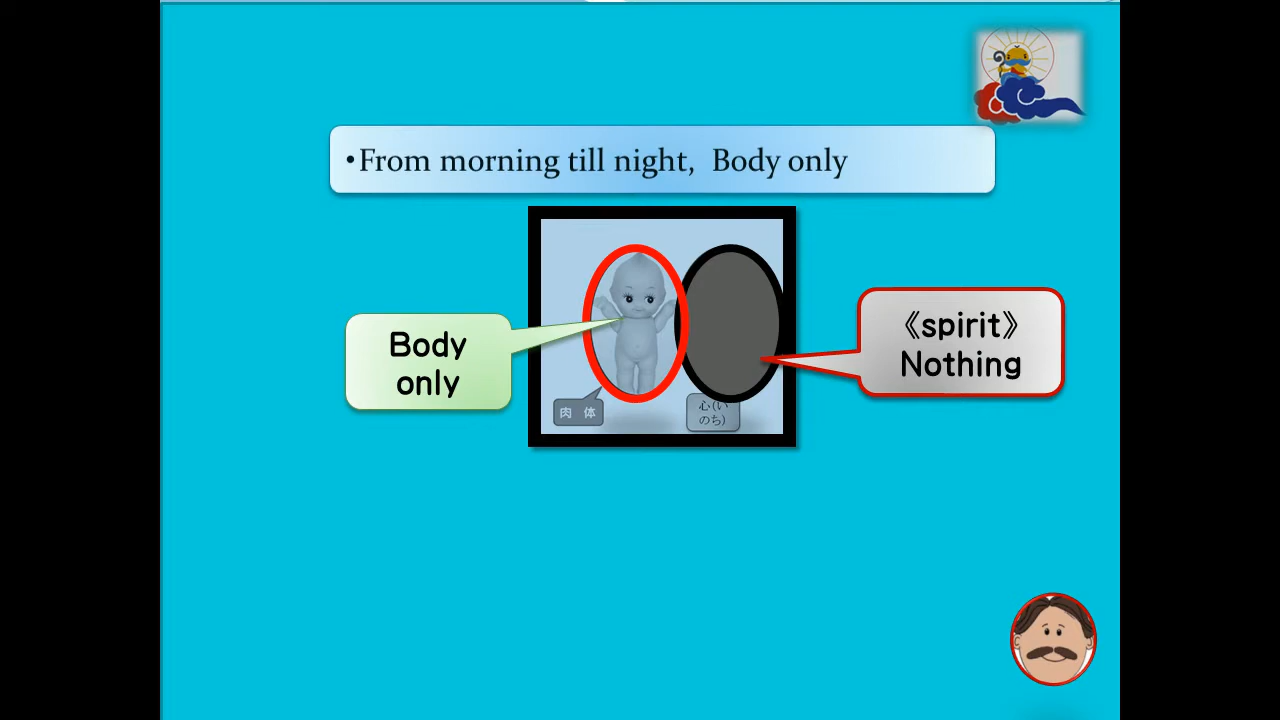 •From morning till night,  Body only
Body
only
《spirit》
Nothing
肉 体
心(い
のち)